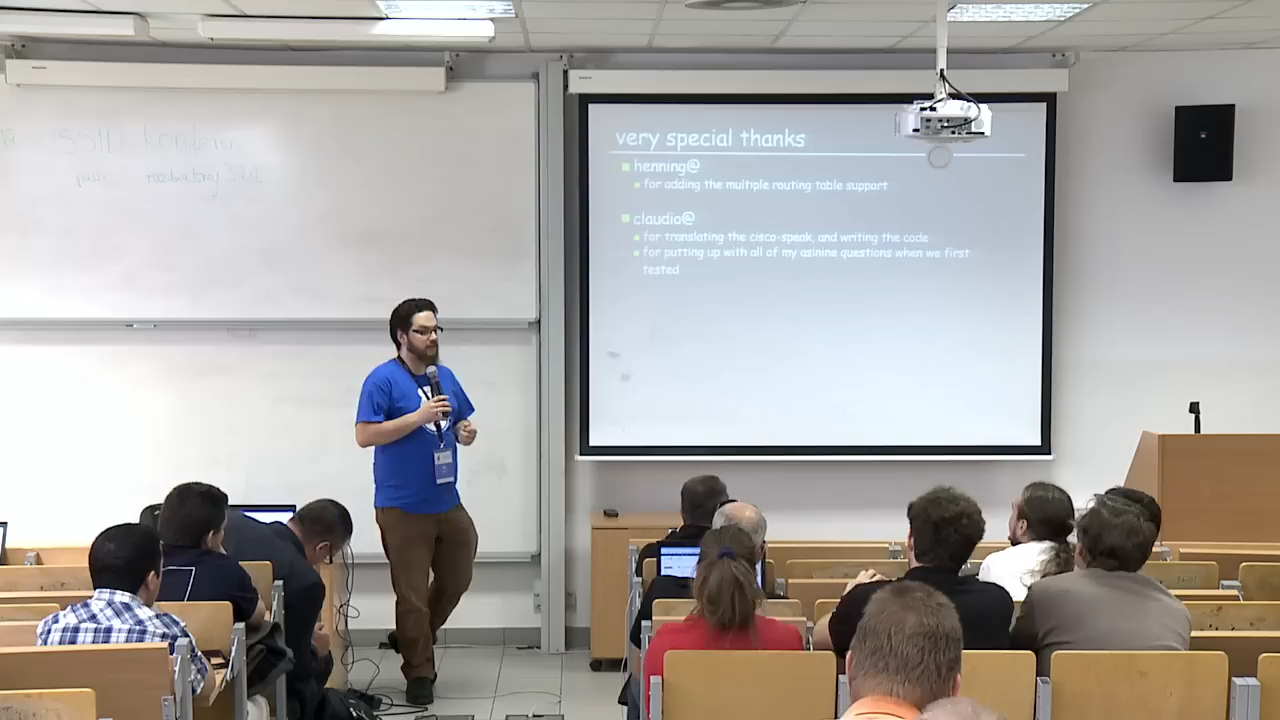 very special thanks
henning@
for adding the multiple routing table support
claudio@
for translating the cisco-speak, and writing the code
for putting up with all of my asinine questions when we first
tested